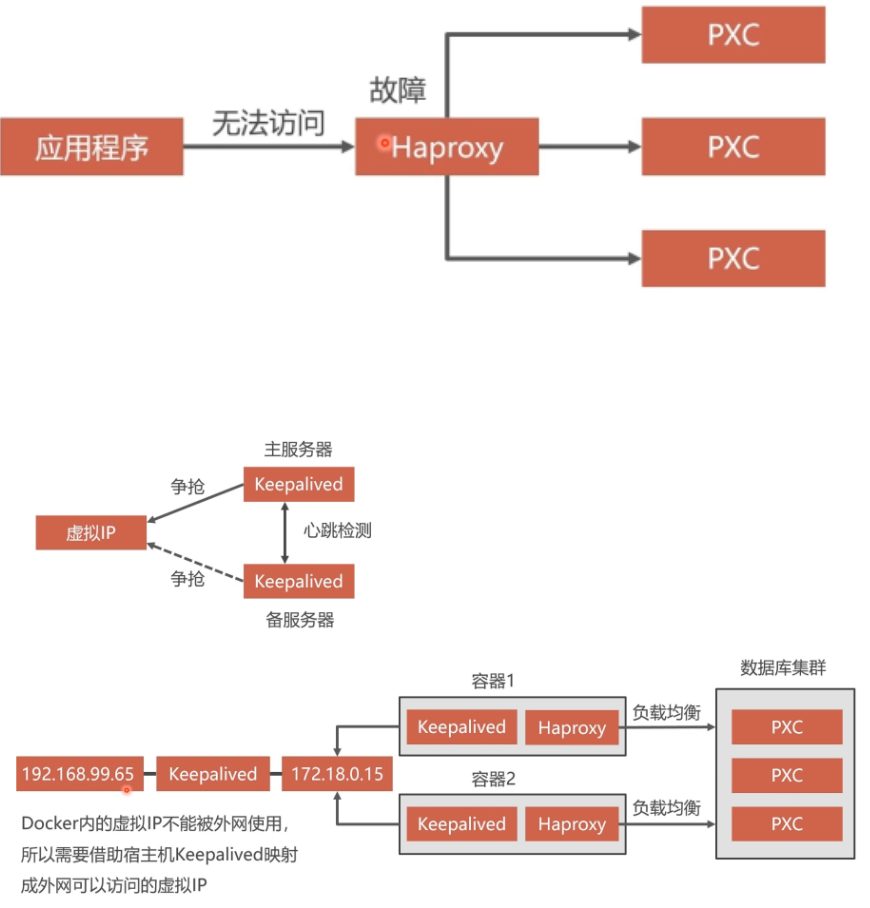 PXC
故障
无法访问
应用程序
Haproxy
PXC
PXC
主服务器
Keepalived
争抢
虚拟IP
心跳检测
争抢
Keepalived
备服务器
数据库集群
容器1
Keepalived
Haproxy
负载均衡
PXC
192.168.99.65
Keepalived
172.18.0.15
PXC
容器2
Keepalived
Haproxy
负载均衡
PXC
Docker内的虚拟IP不能被外网使用，
所以需要借助宿主机Keepalived映射
成外网可以访问的虚拟IP